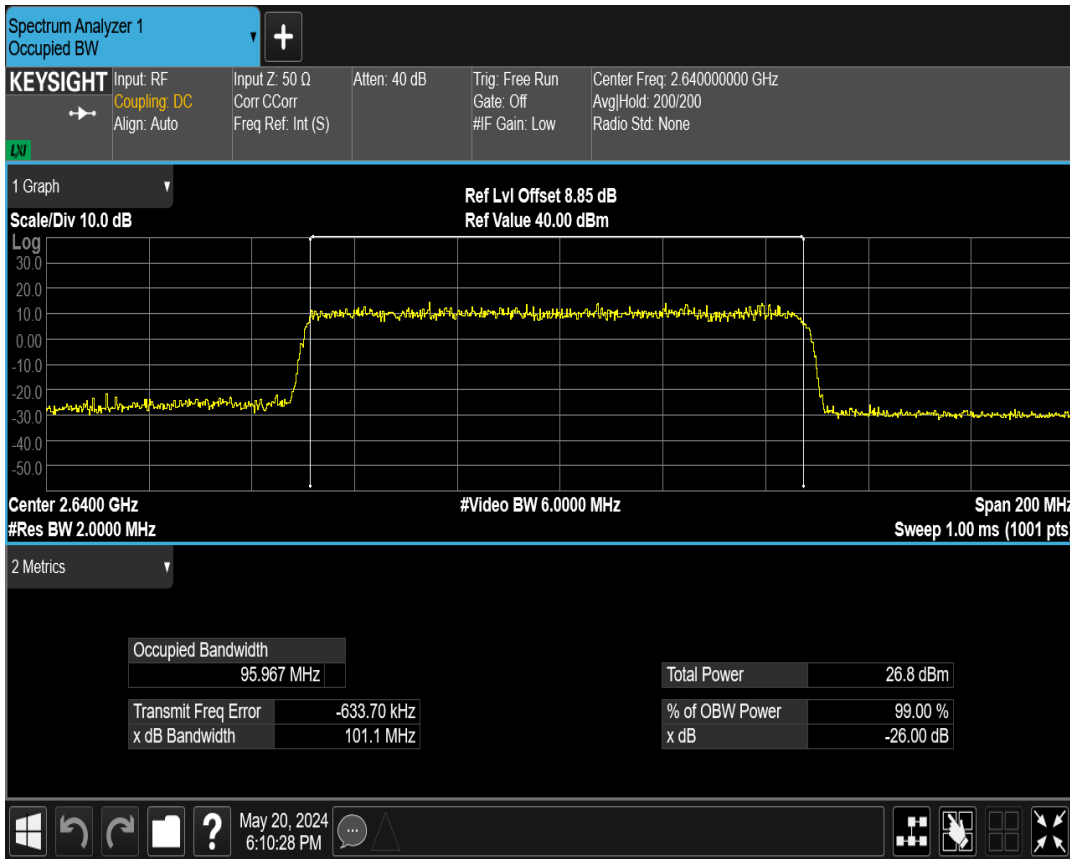 Spectrum Analyzer 1
Occupied BW
KEYSIGHT
LXI
Input: RF
Coupling: DC
Align: Auto
Input Z: 50 Ω
Corr CCorr
Freq Ref: Int (S)
Atten: 40 dB
Trig: Free Run
Gate: Off
#IF Gain: Low
Center Freq: 2.640000000 GHz
Avg|Hold: 200/200
Radio Std: None
1 Graph
Scale/Div 10.0 dB
Ref Lvl Offset 8.85 dB
Ref Value 40.00 dBm
Log
30.0
20.0
10.0
0.00
-10.0
-20.0
-30.0
-40.0
-50.0
Center 2.6400 GHz
#Video BW 6.0000 MHz
Span 200 MHz
#Res BW 2.0000 MHz
Sweep 1.00 ms (1001 pts)
2 Metrics
Occupied Bandwidth
95.967 MHz
Total Power 26.8 dBm
Transmit Freq Error -633.70 kHz
% of OBW Power 99.00 %
x dB Bandwidth 101.1 MHz
x dB -26.00 dB
?
May 20, 2024
6:10:28 PM